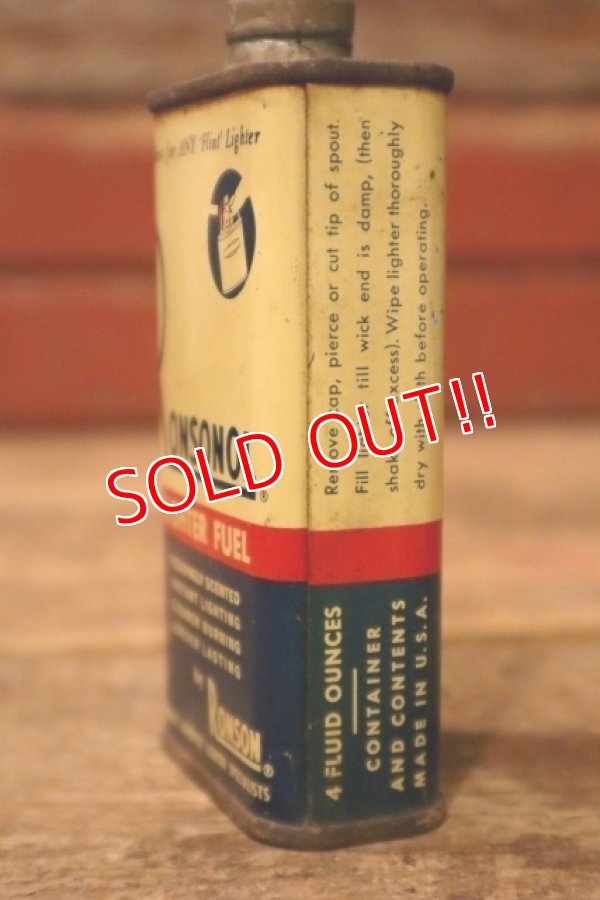 for ANY 'Flint' Lighter
ONSONOL®
FUEL
SCENTED
LIGHTING
BURNING
LASTING
BY
RONSON®
SPECIALISTS
Remove cap, pierce or cut tip of spout.
Fill till wick end is damp, (then
excess). Wipe lighter thoroughly
dry with before operating.
4 FLUID OUNCES
CONTAINER
AND CONTENTS
MADE IN U.S.A.
SOLD OUT!!